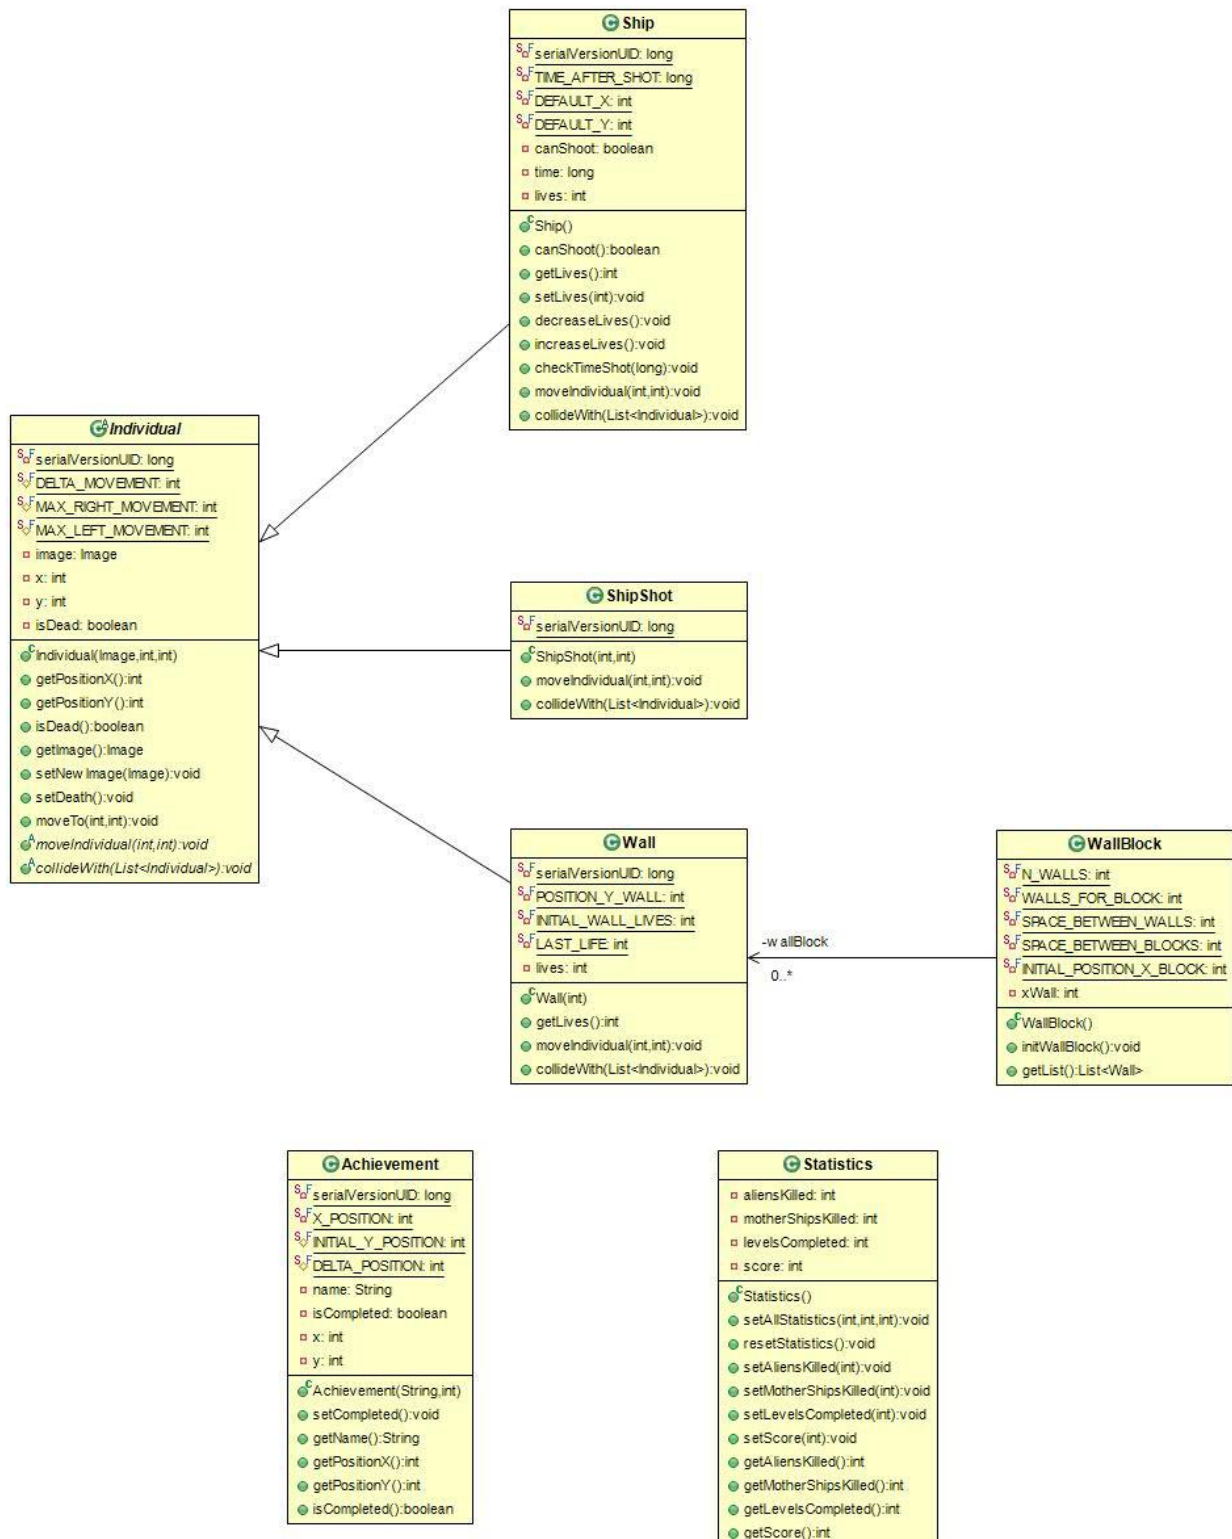 Ship
serialVersionUID: long
TIME_AFTER_SHOT: long
DEFAULT_X: int
DEFAULT_Y: int
canShoot: boolean
time: long
lives: int
Ship()
canShoot():boolean
getLives():int
setLives(int):void
decreaseLives():void
increaseLives():void
checkTimeShot(long):void
moveIndividual(int,int):void
collideWith(List<Individual>):void
Individual
serialVersionUID: long
DELTA_MOVEMENT: int
MAX_RIGHT_MOVEMENT: int
MAX_LEFT_MOVEMENT: int
image: Image
x: int
y: int
isDead: boolean
Individual(Image,int,int)
getPositionX():int
getPositionY():int
isDead():boolean
getImage():Image
setNewImage(Image):void
setDeath():void
moveTo(int,int):void
moveIndividual(int,int):void
collideWith(List<Individual>):void
ShipShot
serialVersionUID: long
ShipShot(int,int)
moveIndividual(int,int):void
collideWith(List<Individual>):void
Wall
serialVersionUID: long
POSITION_Y_WALL: int
INITIAL_WALL_LIVES: int
LAST_LIFE: int
lives: int
Wall(int)
getLives():int
moveIndividual(int,int):void
collideWith(List<Individual>):void
-wallBlock
0..*
WallBlock
N_WALLS: int
WALLS_FOR_BLOCK: int
SPACE_BETWEEN_WALLS: int
SPACE_BETWEEN_BLOCKS: int
INITIAL_POSITION_X_BLOCK: int
xWall: int
WallBlock()
initWallBlock():void
getList():List<Wall>
Achievement
serialVersionUID: long
X_POSITION: int
INITIAL_Y_POSITION: int
DELTA_POSITION: int
name: String
isCompleted: boolean
x: int
y: int
Achievement(String,int)
setCompleted():void
getName():String
getPositionX():int
getPositionY():int
isCompleted():boolean
Statistics
aliensKilled: int
motherShipsKilled: int
levelsCompleted: int
score: int
Statistics()
setAllStatistics(int,int,int):void
resetStatistics():void
setAliensKilled(int):void
setMotherShipsKilled(int):void
setLevelsCompleted(int):void
setScore(int):void
getAliensKilled():int
getMotherShipsKilled():int
getLevelsCompleted():int
getScore():int